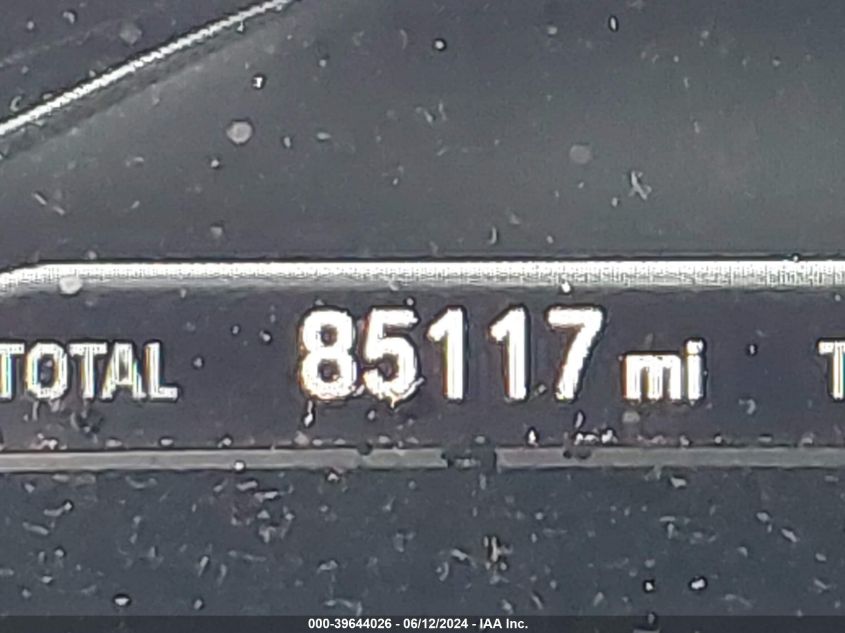 TOTAL 85117 mi T
000-39644026 - 06/12/2024 - IAA Inc.